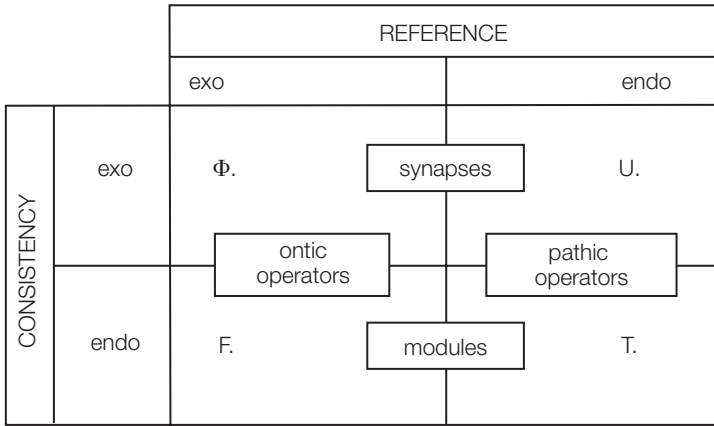 REFERENCE
exo
endo
CONSISTENCY
exo
Φ.
synapses
U.
ontic
operators
pathic
operators
endo
F.
modules
T.